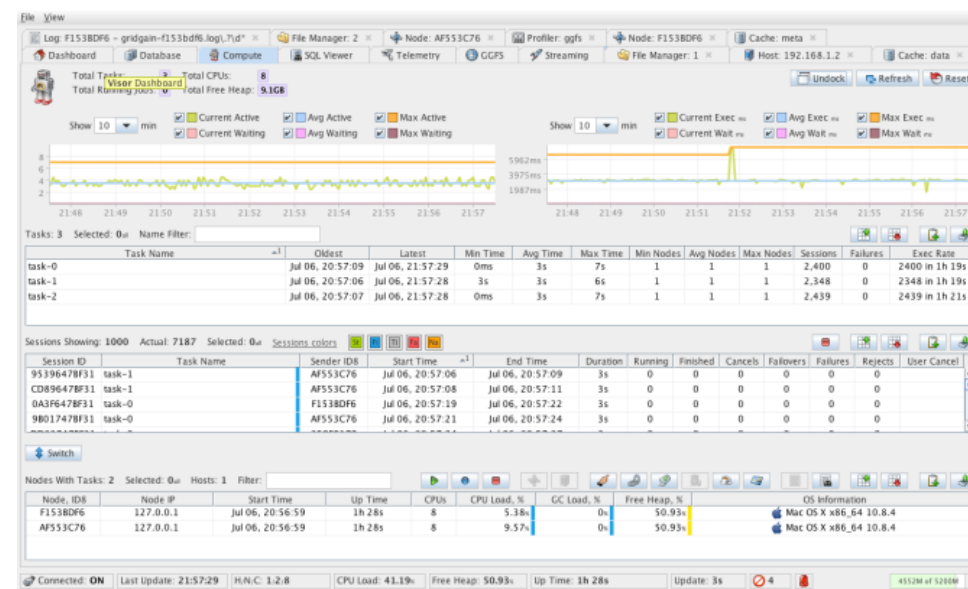 File View
Log: F153BDF6 - gridgain-f153bdf6.log\.?\d* File Manager: 2 Node: AF553C76 Profiler: ggfs Node: F153BDF6 Cache: meta
Dashboard Database Compute SQL Viewer Telemetry GGFS Streaming File Manager: 1 Host: 192.168.1.2 Cache: data
Total Tasks: 3 Total CPUs: 8
Visor Dashboard
Total Running Jobs: 0 Total Free Heap: 9.1GB
Undock Refresh Reset
Show 10 min Current Active Avg Active Max Active
Current Waiting Avg Waiting Max Waiting
Show 10 min Current Exec ms Avg Exec ms Max Exec ms
Current Wait ms Avg Wait ms Max Wait ms
8
6
4
2
21:48 21:49 21:50 21:51 21:52 21:53 21:54 21:55 21:56 21:57
5962ms
3975ms
1987ms
21:48 21:49 21:50 21:51 21:52 21:53 21:54 21:55 21:56 21:57
Tasks: 3 Selected: 0 Name Filter:
Task Name Oldest Latest Min Time Avg Time Max Time Min Nodes Avg Nodes Max Nodes Sessions Failures Exec Rate
task-0 Jul 06, 20:57:09 Jul 06, 21:57:29 0ms 3s 7s 1 1 1 2,400 0 2400 in 1h 19s
task-1 Jul 06, 20:57:06 Jul 06, 21:57:28 3s 3s 6s 1 1 1 2,348 0 2348 in 1h 19s
task-2 Jul 06, 20:57:07 Jul 06, 21:57:28 0ms 3s 7s 1 1 1 2,439 0 2439 in 1h 21s
Sessions Showing: 1000 Actual: 7187 Selected: 0 Sessions colors St Fi Ti Fa Na
Session ID Task Name Sender ID8 Start Time End Time Duration Running Finished Cancels Failovers Failures Rejects User Cancel
9539647BF31 task-1 AF553C76 Jul 06, 20:57:06 Jul 06, 20:57:09 3s 0 0 0 0 0 0
CD89647BF31 task-1 AF553C76 Jul 06, 20:57:08 Jul 06, 20:57:11 3s 0 0 0 0 0 0
0A3F647BF31 task-0 F153BDF6 Jul 06, 20:57:19 Jul 06, 20:57:22 3s 0 0 0 0 0 0
9B01747BF31 task-0 AF553C76 Jul 06, 20:57:21 Jul 06, 20:57:24 3s 0 0 0 0 0 0
Switch
Nodes With Tasks: 2 Selected: 0 Hosts: 1 Filter:
Node, ID8 Node IP Start Time Up Time CPUs CPU Load, % GC Load, % Free Heap, % OS Information
F153BDF6 127.0.0.1 Jul 06, 20:56:59 1h 28s 8 5.38% 0% 50.93% Mac OS X x86_64 10.8.4
AF553C76 127.0.0.1 Jul 06, 20:56:59 1h 28s 8 9.57% 0% 50.93% Mac OS X x86_64 10.8.4
Connected: ON Last Update: 21:57:29 H:N:C: 1:2:8 CPU Load: 41.19% Free Heap: 50.93% Up Time: 1h 28s Update: 3s 4 4552M of 5200M